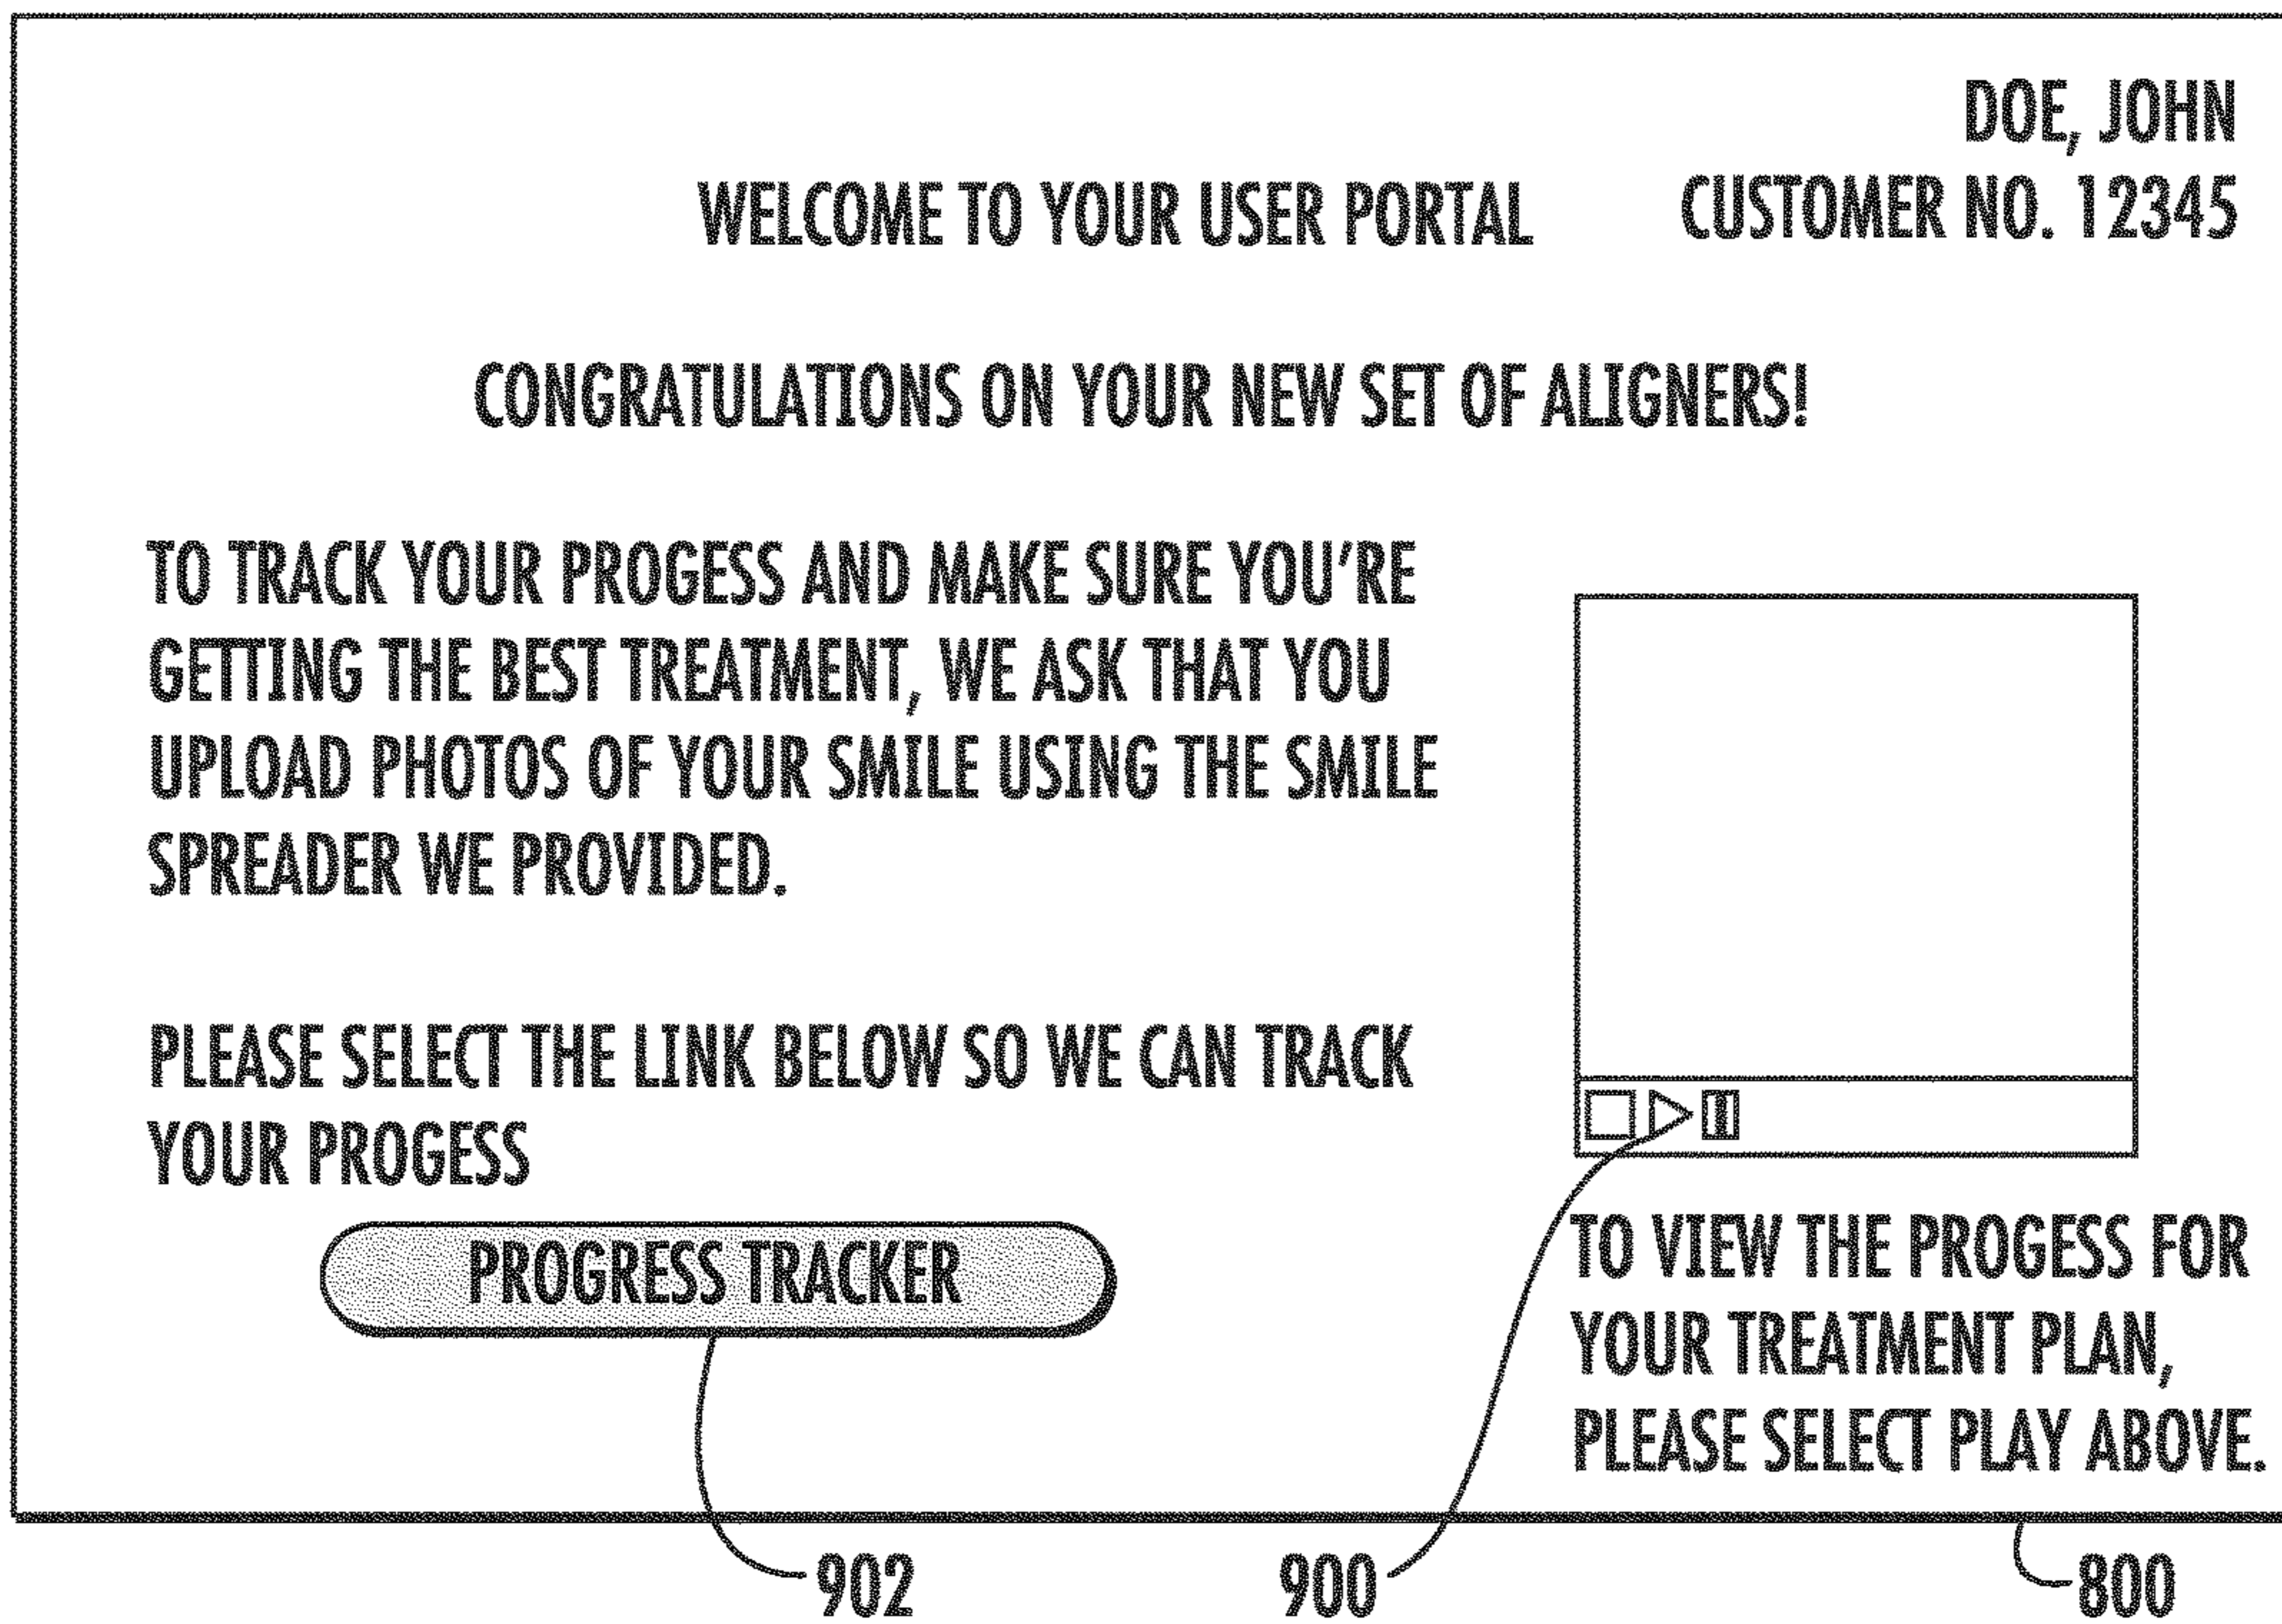 DOE, JOHN
WELCOME TO YOUR USER PORTAL
CUSTOMER NO. 12345
CONGRATULATIONS ON YOUR NEW SET OF ALIGNERS!
TO TRACK YOUR PROGESS AND MAKE SURE YOU'RE
GETTING THE BEST TREATMENT, WE ASK THAT YOU
UPLOAD PHOTOS OF YOUR SMILE USING THE SMILE
SPREADER WE PROVIDED.
PLEASE SELECT THE LINK BELOW SO WE CAN TRACK
YOUR PROGESS
PROGRESS TRACKER
TO VIEW THE PROGESS FOR
YOUR TREATMENT PLAN,
PLEASE SELECT PLAY ABOVE.
902
900
800